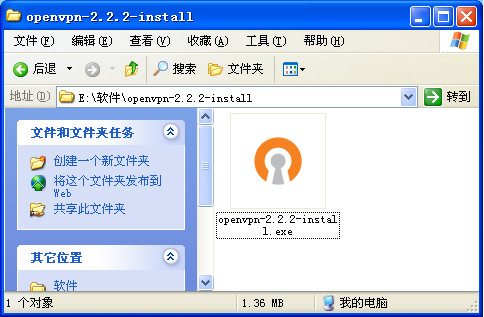 openvpn-2.2.2-install
文件(F) 编辑(E) 查看(V) 收藏(A) 工具(T) 帮助(H)
后退 搜索 文件夹
地址(D) E:\软件\openvpn-2.2.2-install 转到
文件和文件夹任务
创建一个新文件夹
将这个文件夹发布到
Web
共享此文件夹
其它位置
软件
openvpn-2.2.2-instal
l.exe
1 个对象 1.36 MB 我的电脑